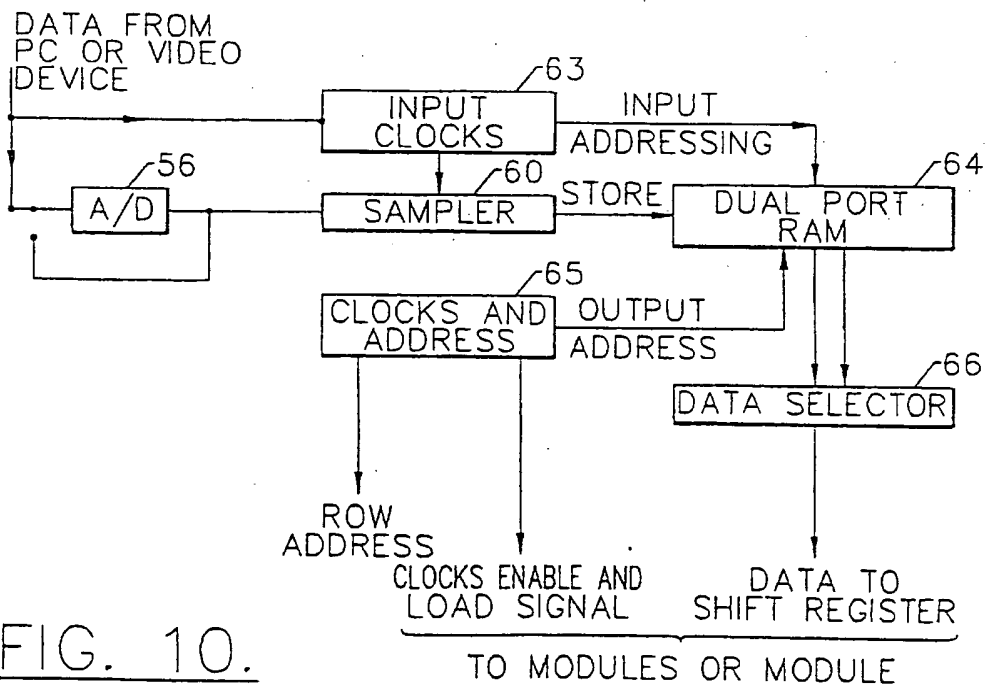 DATA FROM
PC OR VIDEO
DEVICE
63
INPUT
CLOCKS
INPUT
ADDRESSING
56
A/D
60
SAMPLER
STORE
64
DUAL PORT
RAM
65
CLOCKS AND
ADDRESS
OUTPUT
ADDRESS
66
DATA SELECTOR
ROW
ADDRESS
CLOCKS ENABLE AND
LOAD SIGNAL
DATA TO
SHIFT REGISTER
TO MODULES OR MODULE
FIG. 10.